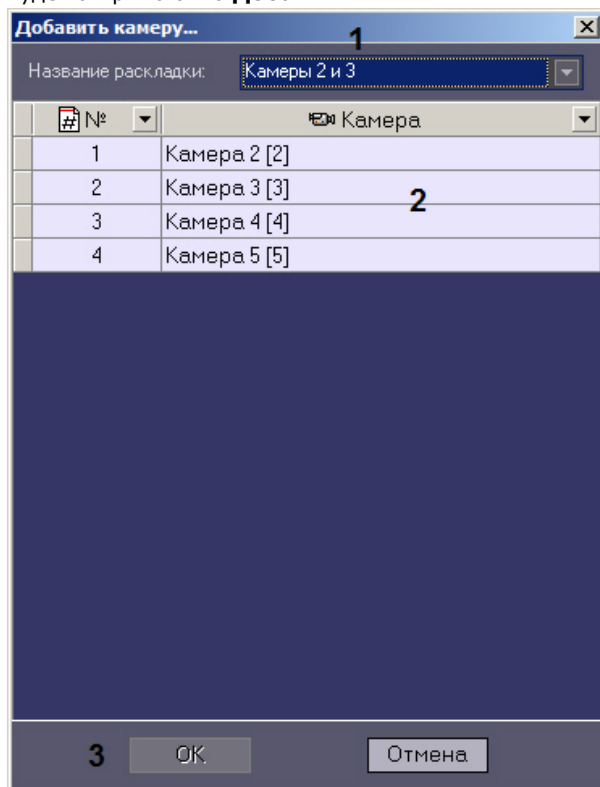 Добавить камеру...
1
Название раскладки: Камеры 2 и 3
№ Камера
1 Камера 2 [2]
2 Камера 3 [3]
2
3 Камера 4 [4]
4 Камера 5 [5]
3 OK Отмена